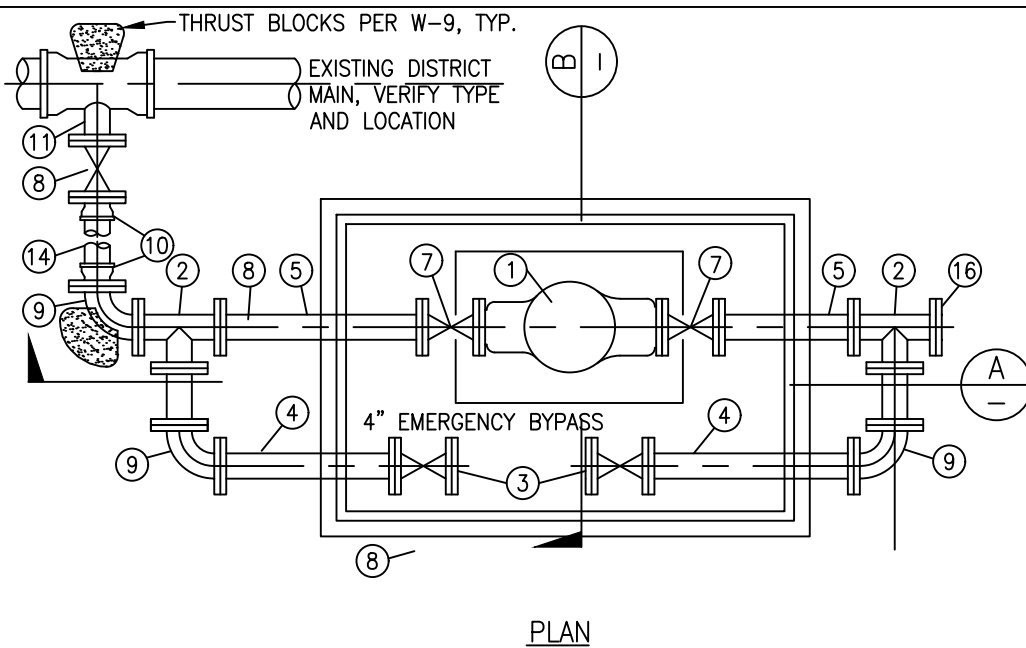 THRUST BLOCKS PER W-9, TYP.
EXISTING DISTRICT
MAIN, VERIFY TYPE
AND LOCATION
B
–
11
8
14
10
2
8
5
7
1
7
5
2
16
9
A
–
4
4" EMERGENCY BYPASS
4
9
3
9
8
PLAN